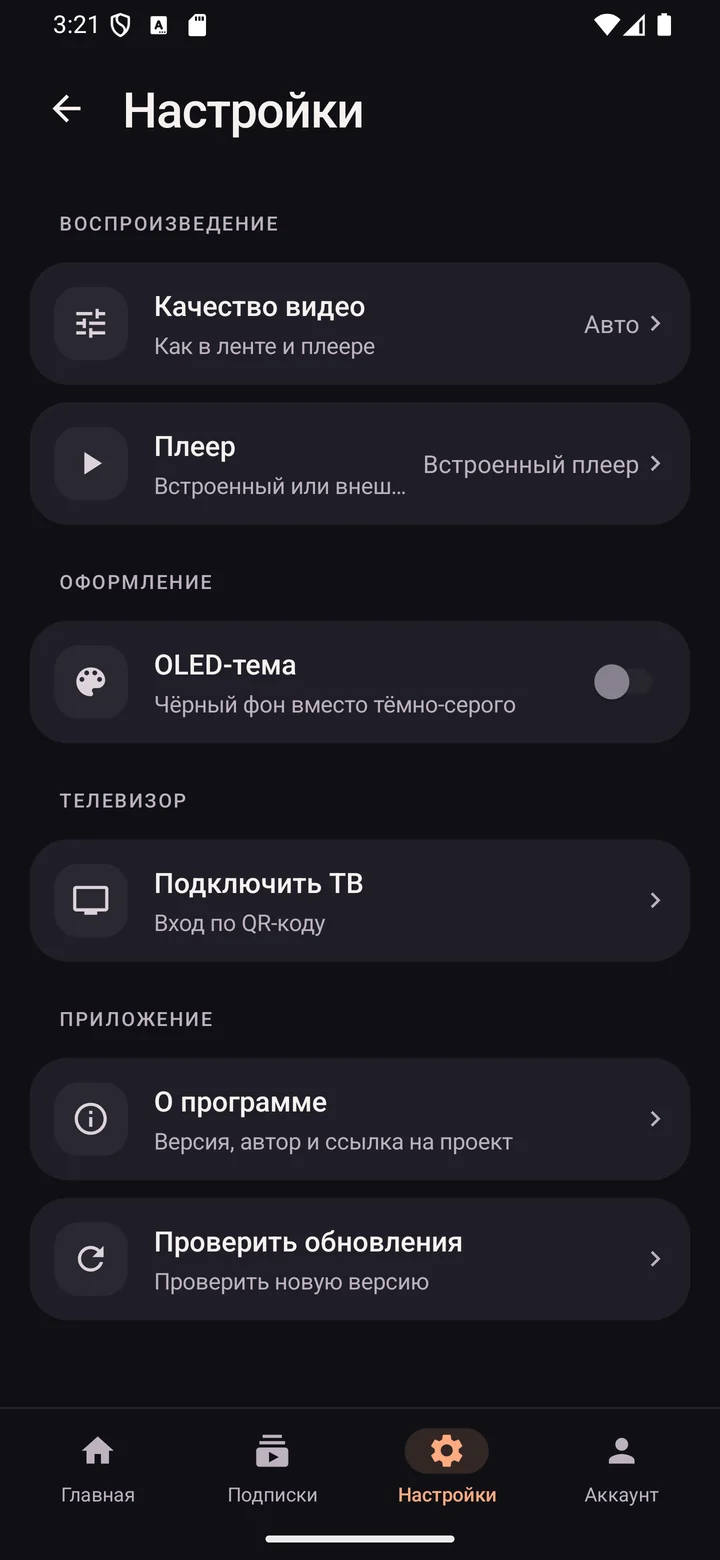 3:21
Настройки
ВОСПРОИЗВЕДЕНИЕ
Качество видео
Как в ленте и плеере
Авто
Плеер
Встроенный или внеш...
Встроенный плеер
ОФОРМЛЕНИЕ
OLED-тема
Чёрный фон вместо тёмно-серого
ТЕЛЕВИЗОР
Подключить ТВ
Вход по QR-коду
ПРИЛОЖЕНИЕ
О программе
Версия, автор и ссылка на проект
Проверить обновления
Проверить новую версию
Главная
Подписки
Настройки
Аккаунт